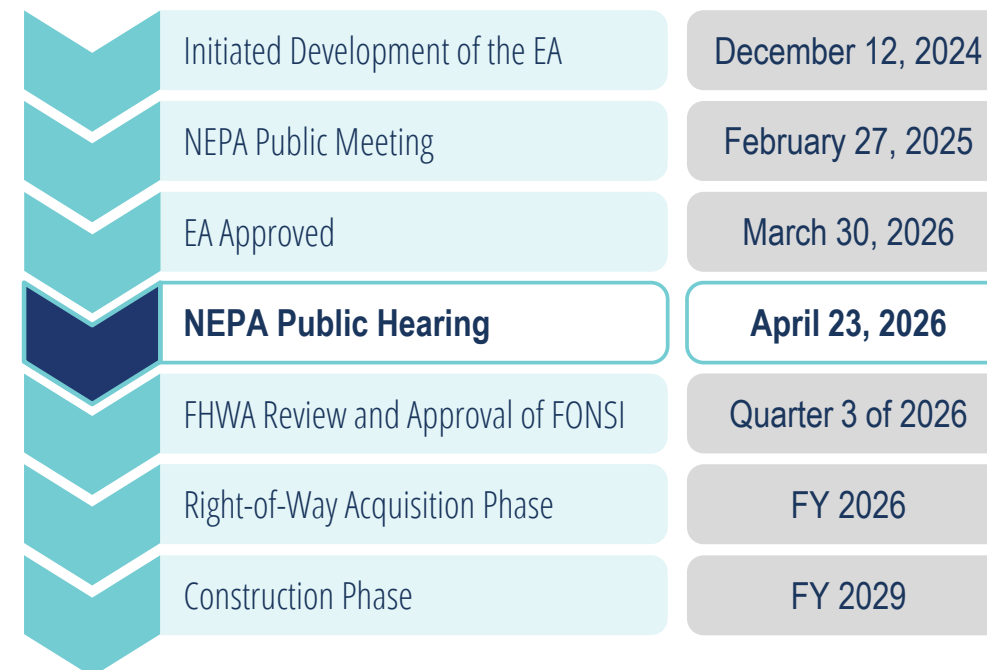 Initiated Development of the EA December 12, 2024
NEPA Public Meeting February 27, 2025
EA Approved March 30, 2026
NEPA Public Hearing April 23, 2026
FHWA Review and Approval of FONSI Quarter 3 of 2026
Right-of-Way Acquisition Phase FY 2026
Construction Phase FY 2029